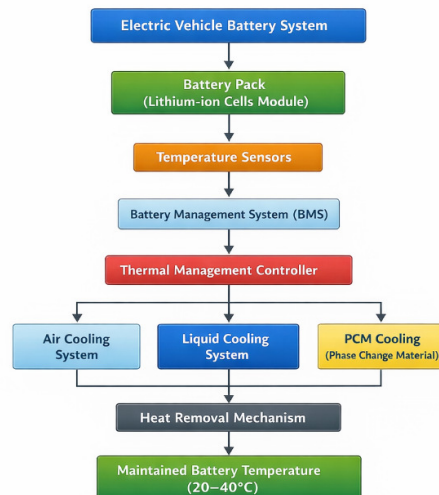 Electric Vehicle Battery System
Battery Pack
(Lithium-ion Cells Module)
Temperature Sensors
Battery Management System (BMS)
Thermal Management Controller
Air Cooling
System
Liquid Cooling
System
PCM Cooling
(Phase Change Material)
Heat Removal Mechanism
Maintained Battery Temperature
(20–40°C)